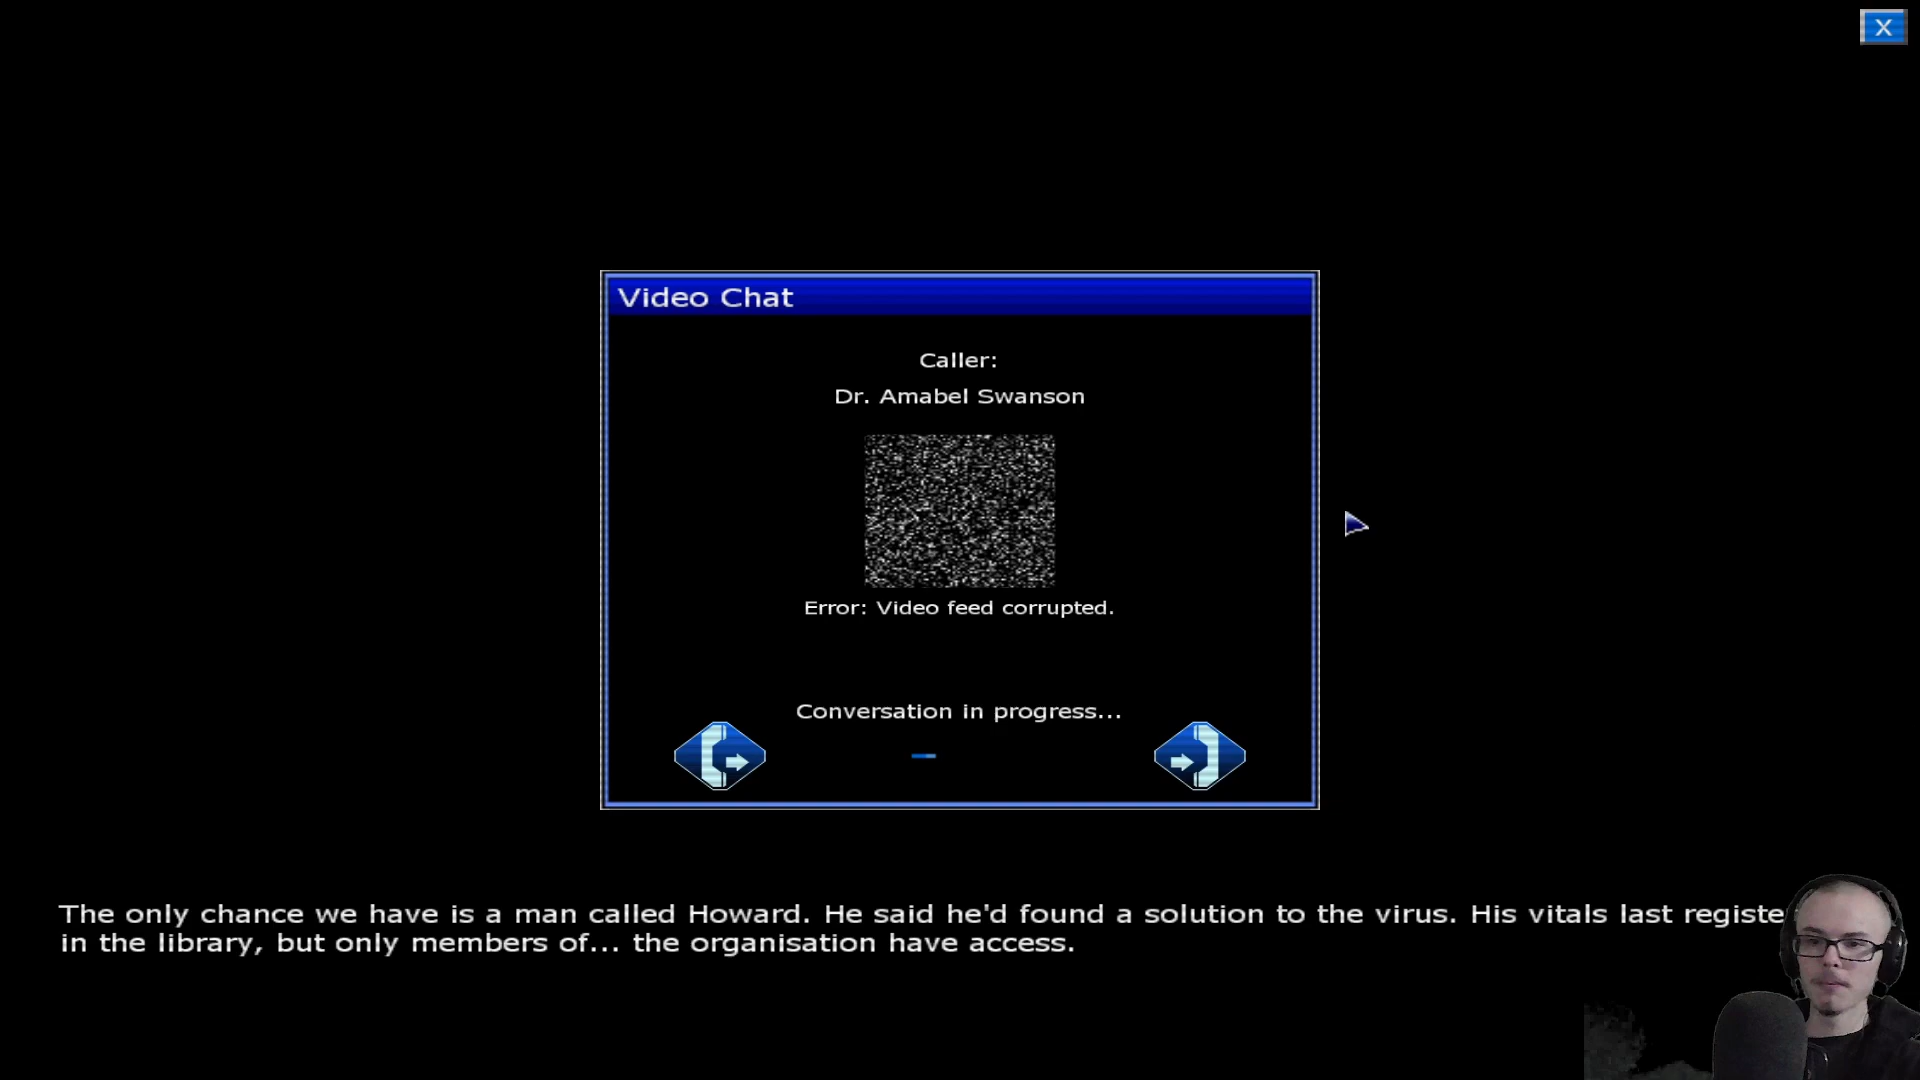 X
Video Chat
Caller:
Dr. Amabel Swanson
Error: Video feed corrupted.
Conversation in progress...
The only chance we have is a man called Howard. He said he'd found a solution to the virus. His vitals last
in the library, but only members of... the organisation have access.